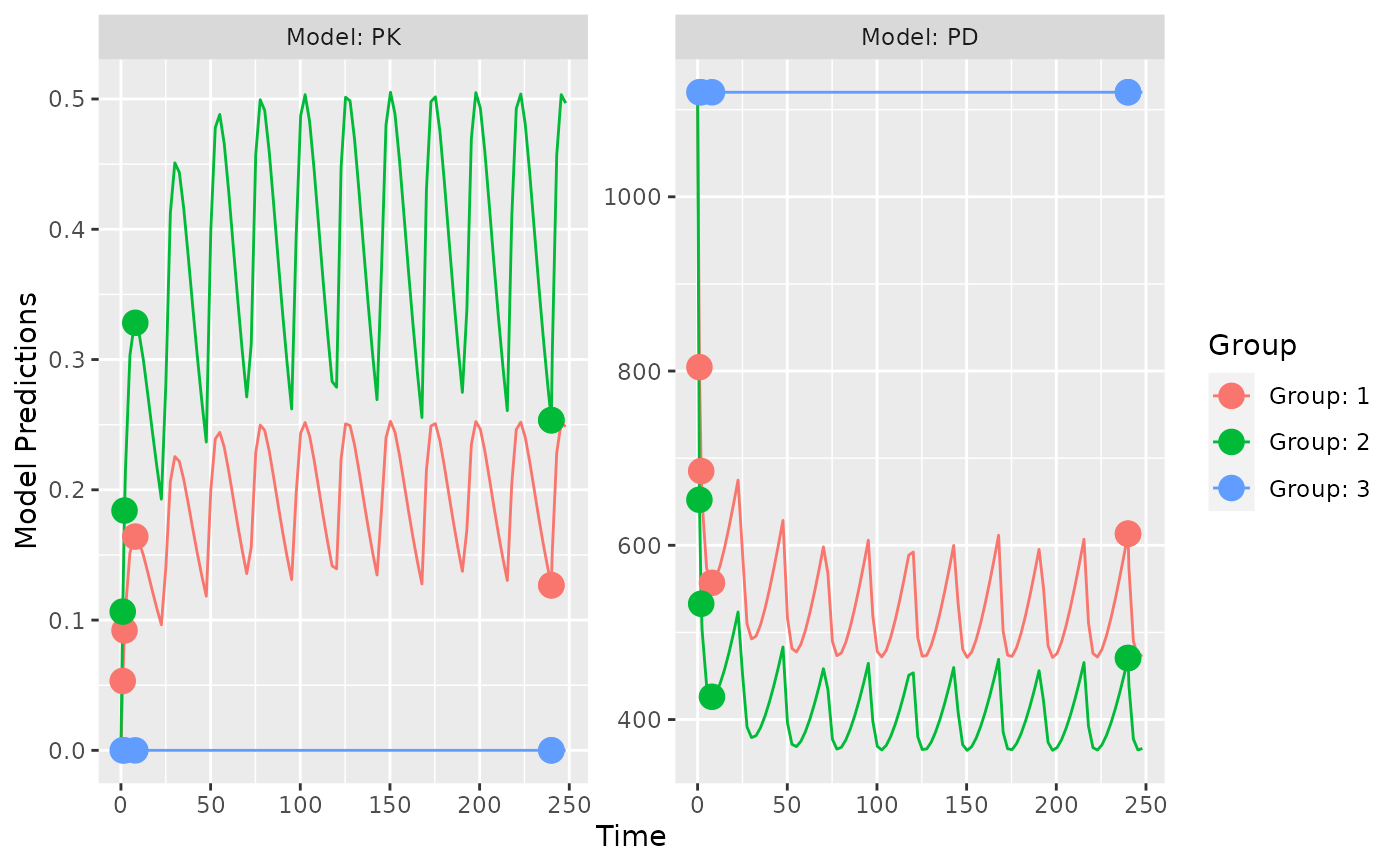 Model: PK
Model: PD
Model Predictions
0.5
0.4
0.3
0.2
0.1
0.0
1000
800
600
400
0 50 100 150 200 250
0 50 100 150 200 250
Time
Group
Group: 1
Group: 2
Group: 3